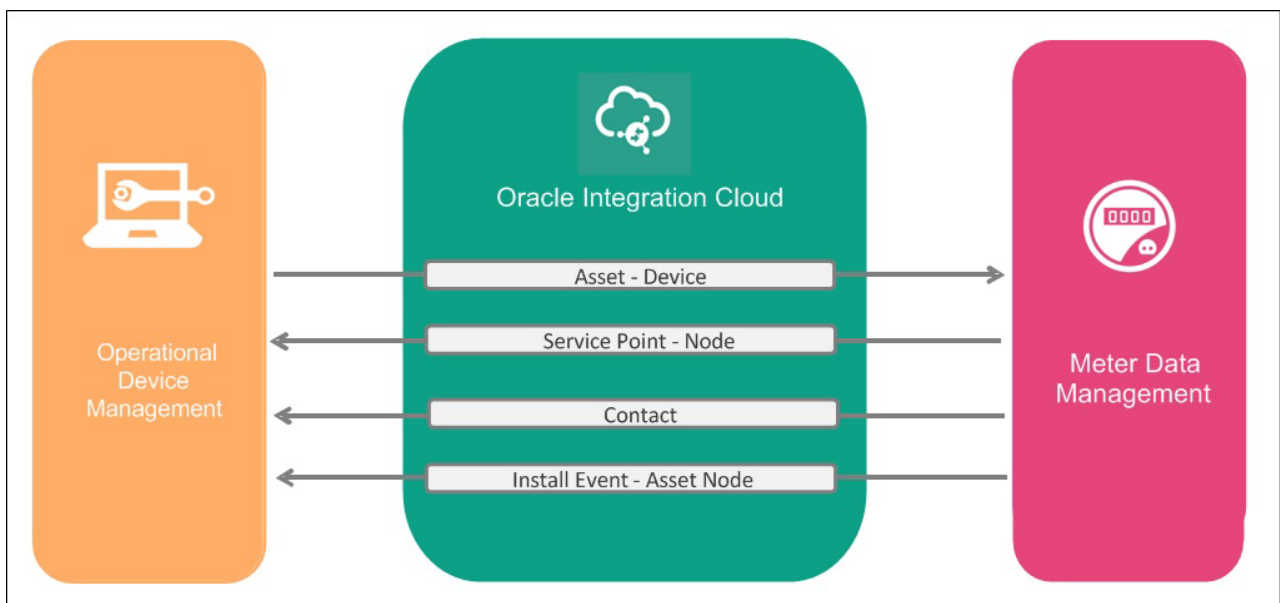 Oracle Integration Cloud
Asset - Device
Service Point - Node
Contact
Install Event - Asset Node
Operational
Device
Management
0000
Meter Data
Management